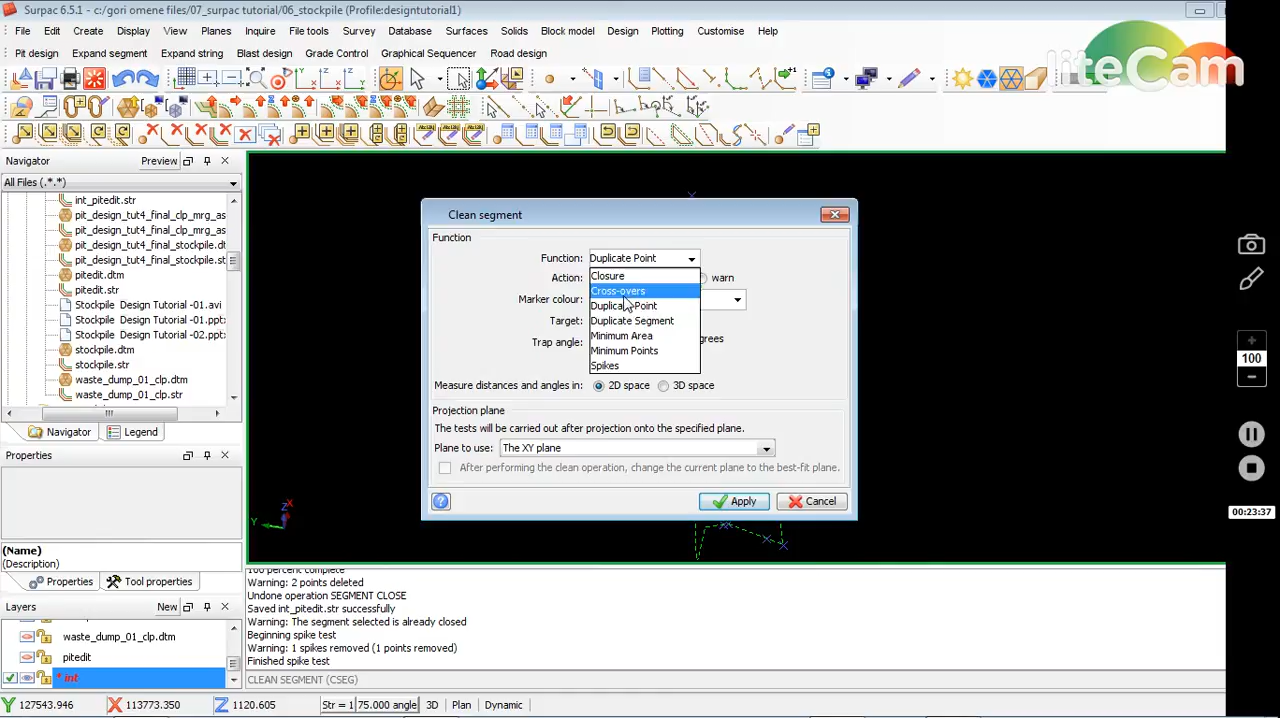 Surpac 6.5.1 - c:/gori omene files/07_surpac tutorial/06_stockpile (Profile:designtutorial1)
File Edit Create Display View Planes Inquire File tools Survey Database Surfaces Solids Block model Design Plotting Customise Help
Pit design Expand segment Expand string Blast design Grade Control Graphical Sequencer Road design
liteCam
Navigator Preview
All Files (*.*)
int_pitedit.str
pit_design_tut4_final_clp_mrg_as
pit_design_tut4_final_clp_mrg_as
pit_design_tut4_final_stockpile.dt
pit_design_tut4_final_stockpile.st
pitedit.dtm
pitedit.str
Stockpile Design Tutorial -01.avi
Stockpile Design Tutorial -01.pptx
Stockpile Design Tutorial -02.pptx
stockpile.dtm
stockpile.str
waste_dump_01_clp.dtm
waste_dump_01_clp.str
Navigator Legend
Properties
(Name)
(Description)
Properties Tool properties
Layers New
waste_dump_01_clp.dtm
pitedit
* int
Clean segment
Function
Function: Duplicate Point
Closure
Cross-overs
Duplicate Point
Duplicate Segment
Minimum Area
Minimum Points
Spikes
Action: warn
Marker colour:
Target:
Trap angle: grees
Measure distances and angles in: 2D space 3D space
Projection plane
The tests will be carried out after projection onto the specified plane.
Plane to use: The XY plane
After performing the clean operation, change the current plane to the best-fit plane.
Apply Cancel
Z X
Y
100 percent complete
Warning: 2 points deleted
Undone operation SEGMENT CLOSE
Saved int_pitedit.str successfully
Warning: The segment selected is already closed
Beginning spike test
Warning: 1 spikes removed (1 points removed)
Finished spike test
CLEAN SEGMENT (CSEG)
Y 127543.946 X 113773.350 Z 1120.605 Str = 1 75.000 angle 3D Plan Dynamic
100
00:23:37